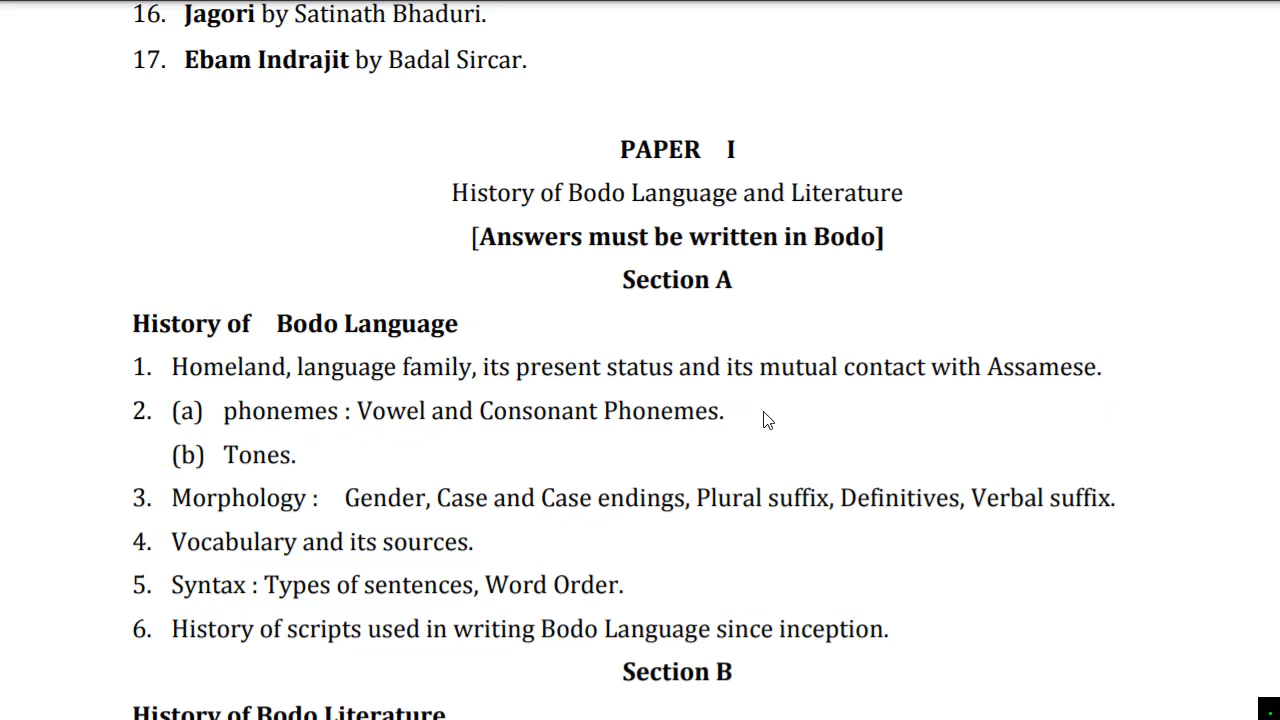 16. Jagori by Satinath Bhaduri.
17. Ebam Indrajit by Badal Sircar.
PAPER I
History of Bodo Language and Literature
[Answers must be written in Bodo]
Section A
History of Bodo Language
1. Homeland, language family, its present status and its mutual contact with Assamese.
2. (a) phonemes : Vowel and Consonant Phonemes.
(b) Tones.
3. Morphology : Gender, Case and Case endings, Plural suffix, Definitives, Verbal suffix.
4. Vocabulary and its sources.
5. Syntax : Types of sentences, Word Order.
6. History of scripts used in writing Bodo Language since inception.
Section B
History of Bodo Literature